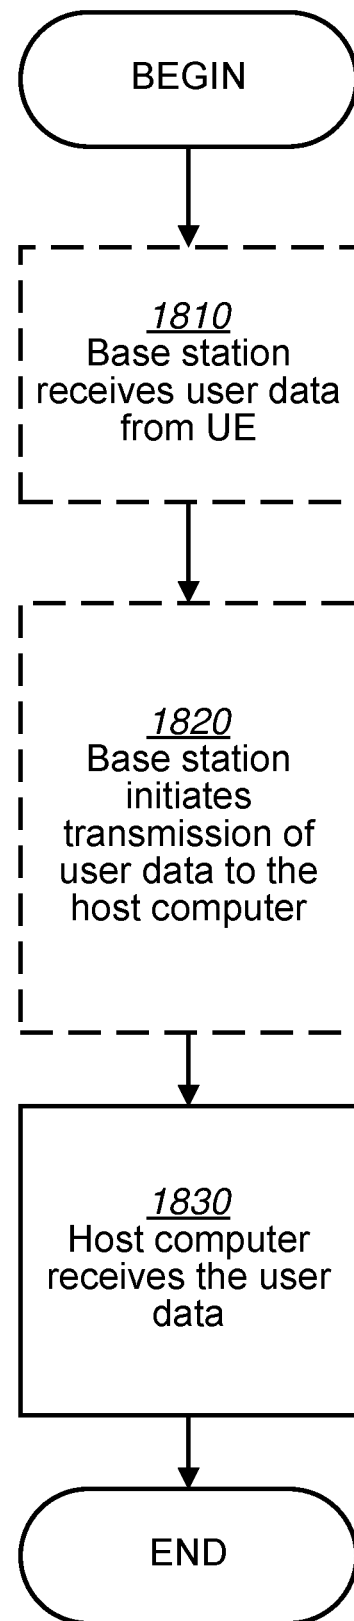 BEGIN
1810
Base station
receives user data
from UE
1820
Base station
initiates
transmission of
user data to the
host computer
1830
Host computer
receives the user
data
END